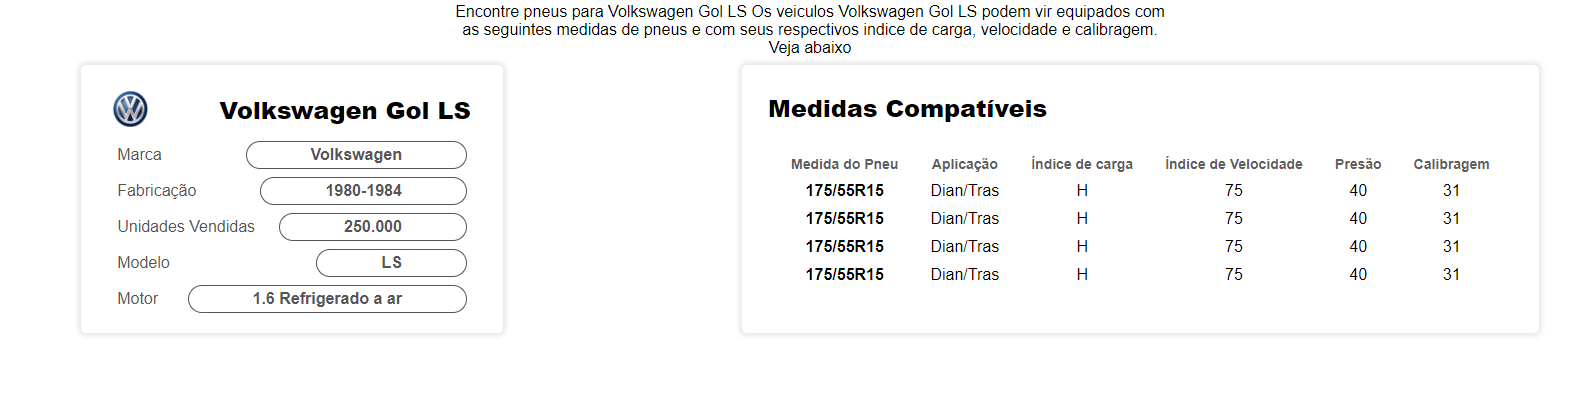 Encontre pneus para Volkswagen Gol LS Os veiculos Volkswagen Gol LS podem vir equipados com
as seguintes medidas de pneus e com seus respectivos indice de carga, velocidade e calibragem.
Veja abaixo
Volkswagen Gol LS
Marca Volkswagen
Fabricação 1980-1984
Unidades Vendidas 250.000
Modelo LS
Motor 1.6 Refrigerado a ar
Medidas Compatíveis
Medida do Pneu Aplicação Índice de carga Índice de Velocidade Presão Calibragem
175/55R15 Dian/Tras H 75 40 31
175/55R15 Dian/Tras H 75 40 31
175/55R15 Dian/Tras H 75 40 31
175/55R15 Dian/Tras H 75 40 31